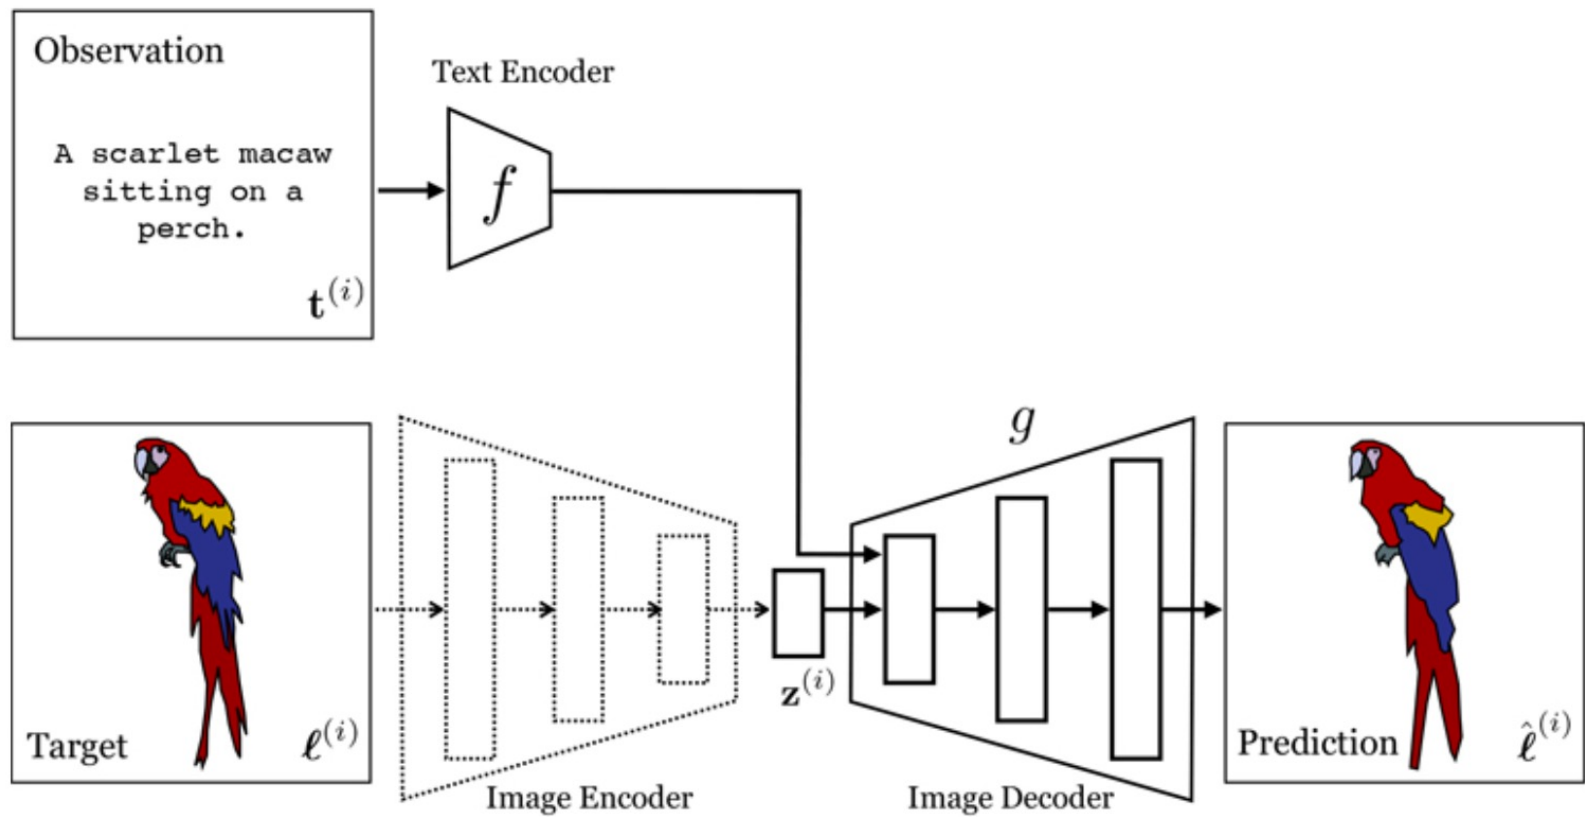 Observation
A scarlet macaw
sitting on a
perch.
t^(i)
Text Encoder
f
Target
ℓ^(i)
Image Encoder
z^(i)
g
Image Decoder
Prediction
ℓ̂^(i)